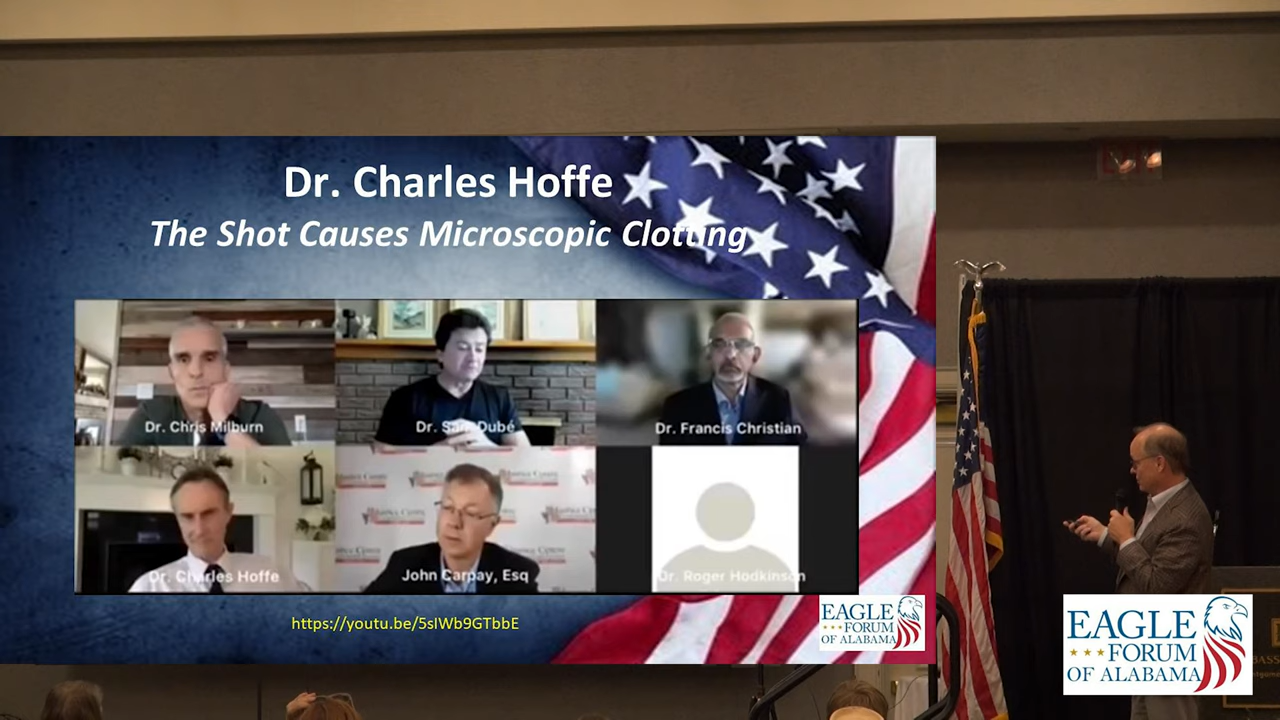 Dr. Charles Hoffe
The Shot Causes Microscopic Clotting
Dr. Chris Milburn
Dr. Sam Dubé
Dr. Francis Christian
Dr. Charles Hoffe
John Carpay, Esq
Dr. Roger Hodkinson
https://youtu.be/5sIWb9GTbbE
EAGLE
FORUM
OF ALABAMA
EAGLE
FORUM
OF ALABAMA